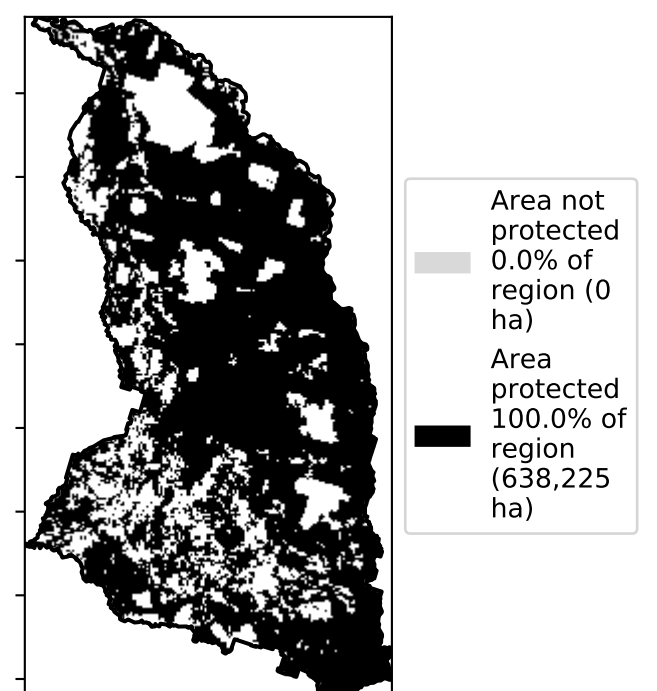 Area not
protected
0.0% of
region (0
ha)
Area
protected
100.0% of
region
(638,225
ha)